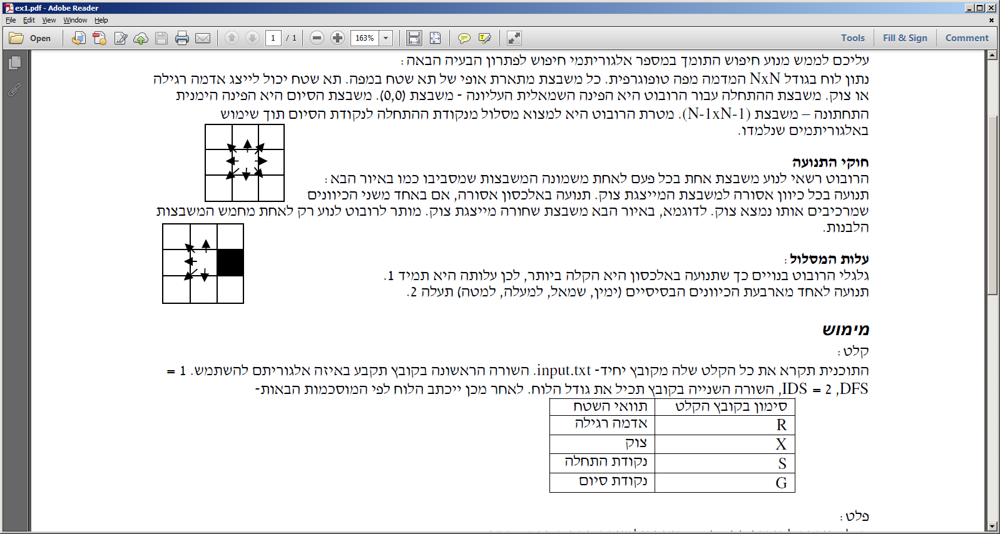 ex1.pdf - Adobe Reader
File Edit View Window Help
Open 1 / 1 163% Tools Fill & Sign Comment
עליכם לממש מנוע חיפוש התומך במספר אלגוריתמי חיפוש לפתרון הבעיה הבאה:
נתון לוח בגודל NxN המדמה מפה טופוגרפית. כל משבצת מתארת אופי של תא שטח במפה. תא שטח יכול לייצג אדמה רגילה
או צוק. משבצת ההתחלה עבור הרובוט היא הפינה השמאלית העליונה - משבצת (0,0). משבצת הסיום היא הפינה הימנית
התחתונה – משבצת (N-1xN-1). מטרת הרובוט היא למצוא מסלול מנקודת ההתחלה לנקודת הסיום תוך שימוש
באלגוריתמים שנלמדו.
חוקי התנועה
הרובוט רשאי לנוע משבצת אחת בכל פעם לאחת משמונה המשבצות שמסביבו כמו באיור הבא:
תנועה בכל כיוון אסורה למשבצת המייצגת צוק. תנועה באלכסון אסורה, אם באחד משני הכיוונים
שמרכיבים אותו נמצא צוק. לדוגמא, באיור הבא משבצת שחורה מייצגת צוק. מותר לרובוט לנוע רק לאחת מחמש המשבצות
הלבנות.
עלות המסלול:
גלגלי הרובוט בנויים כך שתנועה באלכסון היא הקלה ביותר, לכן עלותה היא תמיד 1.
תנועה לאחד מארבעת הכיוונים הבסיסיים (ימין, שמאל, למעלה, למטה) תעלה 2.
מימוש
קלט:
התוכנית תקרא את כל הקלט שלה מקובץ יחיד- input.txt. השורה הראשונה בקובץ תקבע באיזה אלגוריתם להשתמש. 1 =
DFS, 2 = IDS, השורה השנייה בקובץ תכיל את גודל הלוח. לאחר מכן ייכתב הלוח לפי המוסכמות הבאות-
סימון בקובץ הקלט תוואי השטח
R אדמה רגילה
X צוק
S נקודת התחלה
G נקודת סיום
פלט: